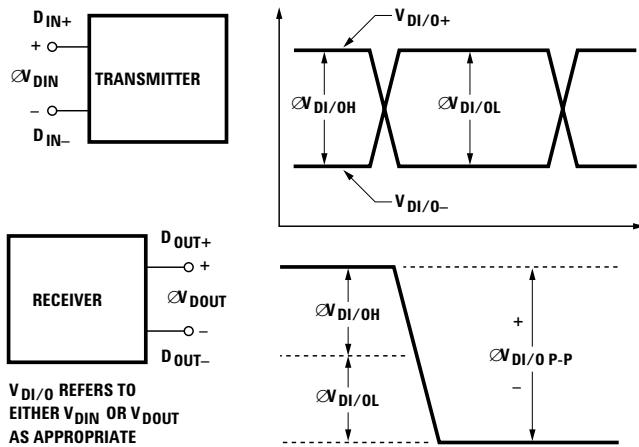 D IN+
+
∅V DIN
TRANSMITTER
–
D IN–
V DI/O+
∅V DI/OH
∅V DI/OL
V DI/O–
D OUT+
+
RECEIVER
∅V DOUT
–
D OUT–
V DI/O REFERS TO
EITHER V DIN OR V DOUT
AS APPROPRIATE
∅V DI/OH
∅V DI/OL
+
∅V DI/O P-P
–